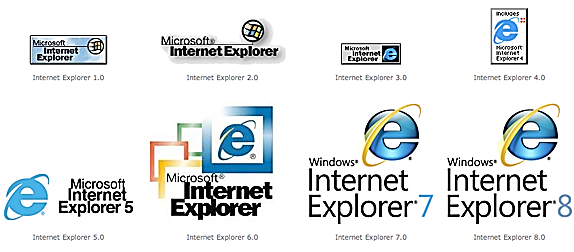 Microsoft
Internet
Explorer
Internet Explorer 1.0
Microsoft®
Internet Explorer
Internet Explorer 2.0
Microsoft
Internet
Explorer
Internet Explorer 3.0
Includes
Microsoft
Internet
Explorer 4
Internet Explorer 4.0
Microsoft
Internet
Explorer 5
Internet Explorer 5.0
Microsoft®
Internet
Explorer
Internet Explorer 6.0
Windows®
Internet
Explorer®7
Internet Explorer 7.0
Windows®
Internet
Explorer®8
Internet Explorer 8.0